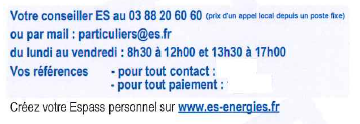 Votre conseiller ES au 03 88 20 60 60 (prix d'un appel local depuis un poste fixe)
ou par mail : particuliers@es.fr
du lundi au vendredi : 8h30 à 12h00 et 13h30 à 17h00
Vos références - pour tout contact :
- pour tout paiement :
Créez votre Espass personnel sur www.es-energies.fr